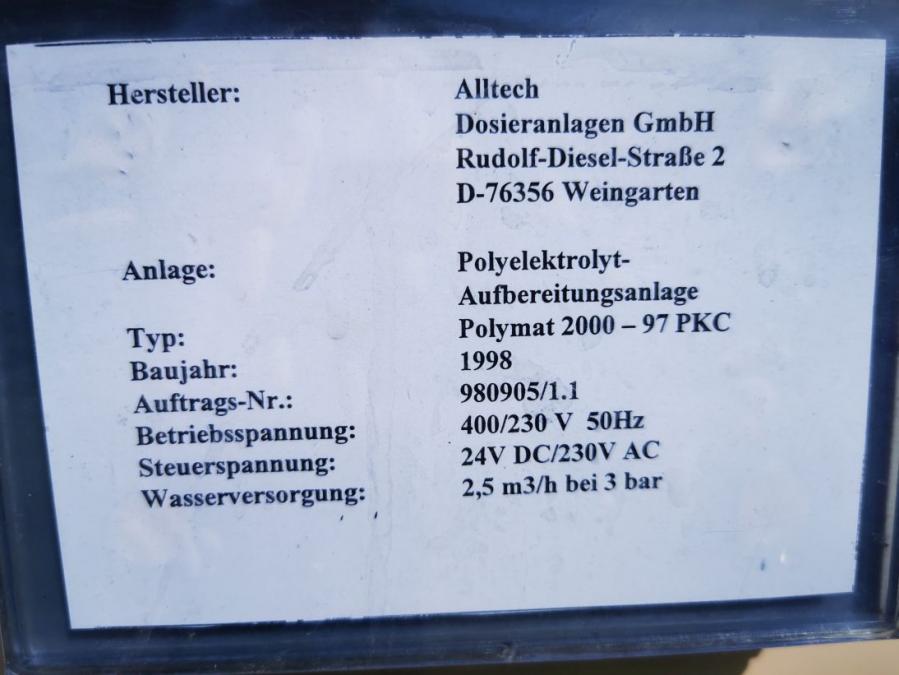 Hersteller: Alltech
Dosieranlagen GmbH
Rudolf-Diesel-Straße 2
D-76356 Weingarten
Anlage: Polyelektrolyt-
Aufbereitungsanlage
Typ: Polymat 2000 – 97 PKC
Baujahr: 1998
Auftrags-Nr.: 980905/1.1
Betriebsspannung: 400/230 V 50Hz
Steuerspannung: 24V DC/230V AC
Wasserversorgung: 2,5 m3/h bei 3 bar